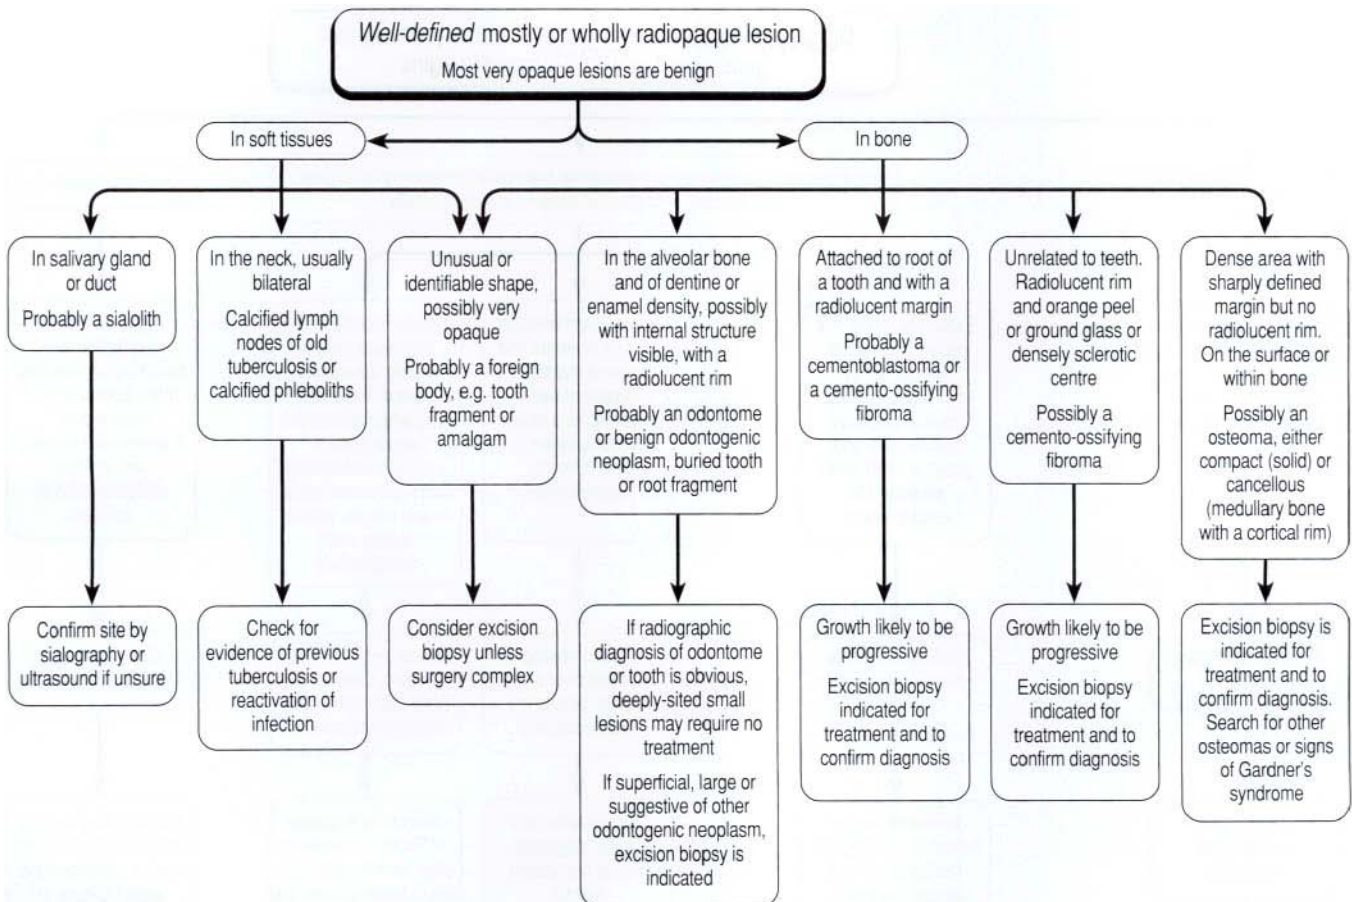 Well-defined mostly or wholly radiopaque lesion
Most very opaque lesions are benign
In soft tissues
In bone
In salivary gland
or duct
Probably a sialolith
In the neck, usually
bilateral
Calcified lymph
nodes of old
tuberculosis or
calcified phleboliths
Unusual or
identifiable shape,
possibly very
opaque
Probably a foreign
body, e.g. tooth
fragment or
amalgam
In the alveolar bone
and of dentine or
enamel density, possibly
with internal structure
visible, with a
radiolucent rim
Probably an odontome
or benign odontogenic
neoplasm, buried tooth
or root fragment
Attached to root of
a tooth and with a
radiolucent margin
Probably a
cementoblastoma or
a cemento-ossifying
fibroma
Unrelated to teeth.
Radiolucent rim
and orange peel
or ground glass or
densely sclerotic
centre
Possibly a
cemento-ossifying
fibroma
Dense area with
sharply defined
margin but no
radiolucent rim.
On the surface or
within bone
Possibly an
osteoma, either
compact (solid) or
cancellous
(medullary bone
with a cortical rim)
Confirm site by
sialography or
ultrasound if unsure
Check for
evidence of previous
tuberculosis or
reactivation of
infection
Consider excision
biopsy unless
surgery complex
If radiographic
diagnosis of odontome
or tooth is obvious,
deeply-sited small
lesions may require no
treatment
If superficial, large or
suggestive of other
odontogenic neoplasm,
excision biopsy is
indicated
Growth likely to be
progressive
Excision biopsy
indicated for
treatment and to
confirm diagnosis
Growth likely to be
progressive
Excision biopsy
indicated for
treatment and to
confirm diagnosis
Excision biopsy is
indicated for
treatment and to
confirm diagnosis.
Search for other
osteomas or signs
of Gardner's
syndrome